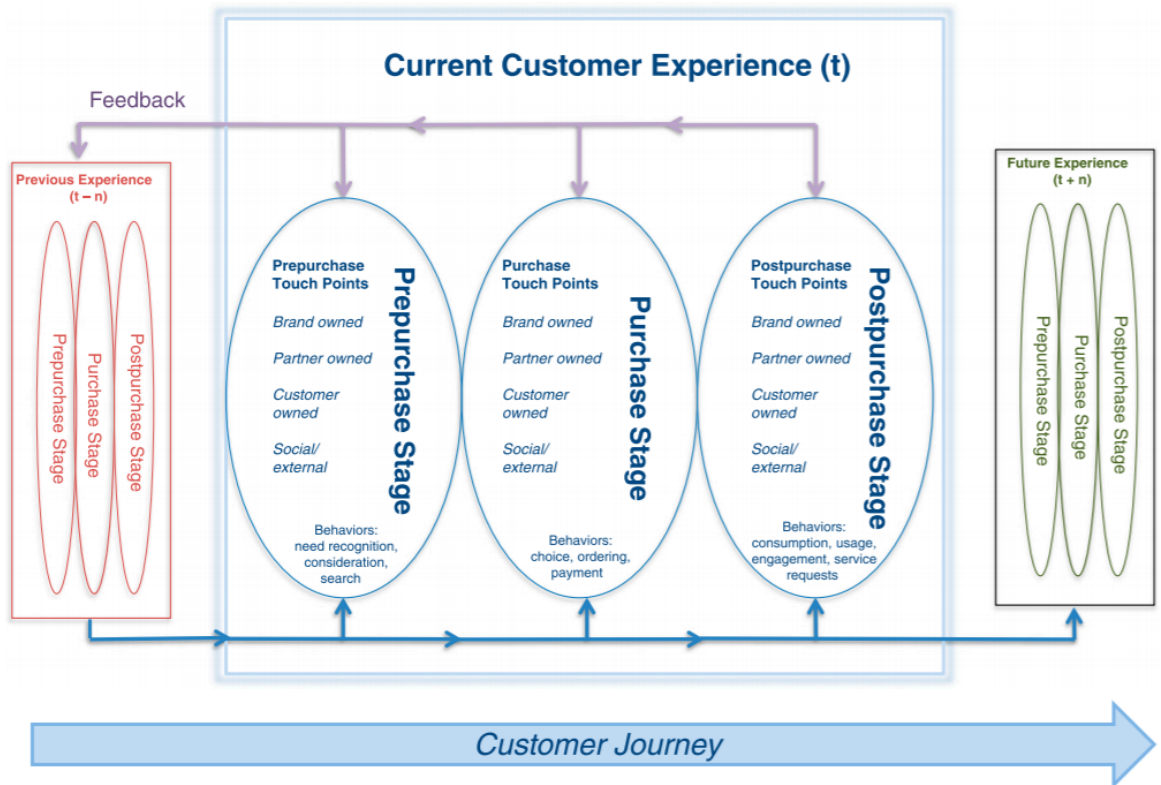 Current Customer Experience (t)
Feedback
Previous Experience
(t – n)
Prepurchase Stage
Purchase Stage
Postpurchase Stage
Prepurchase
Touch Points
Brand owned
Partner owned
Customer
owned
Social/
external
Prepurchase Stage
Behaviors:
need recognition,
consideration,
search
Purchase
Touch Points
Brand owned
Partner owned
Customer
owned
Social/
external
Purchase Stage
Behaviors:
choice, ordering,
payment
Postpurchase
Touch Points
Brand owned
Partner owned
Customer
owned
Social/
external
Postpurchase Stage
Behaviors:
consumption, usage,
engagement, service
requests
Future Experience
(t + n)
Prepurchase Stage
Purchase Stage
Postpurchase Stage
Customer Journey